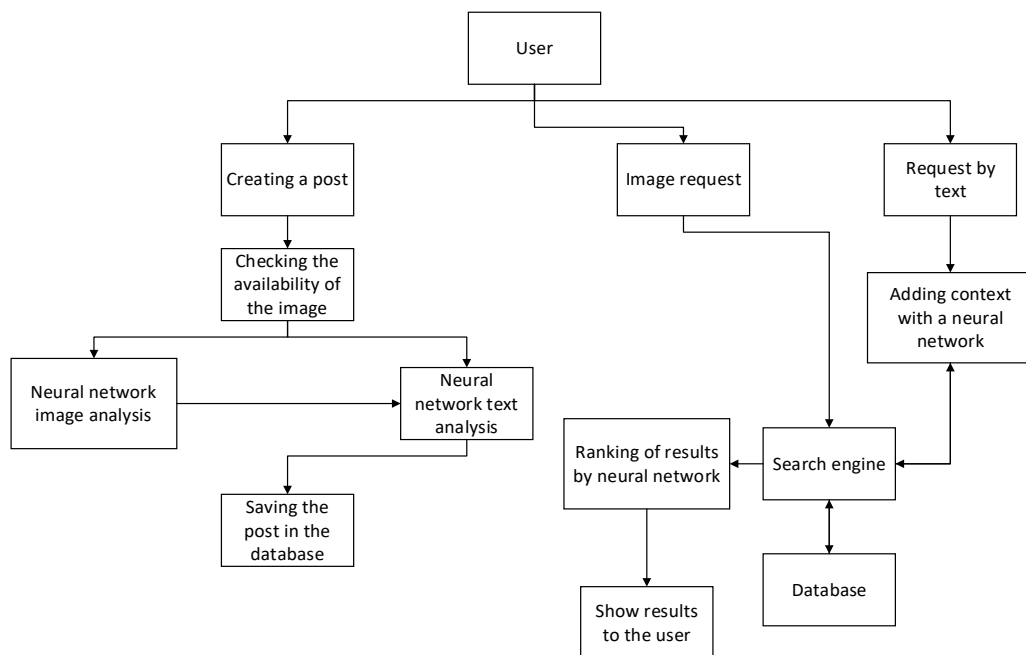 User
Creating a post
Image request
Request by
text
Checking the
availability of
the image
Adding context
with a neural
network
Neural network
image analysis
Neural
network text
analysis
Ranking of results
by neural network
Search engine
Saving the
post in the
database
Database
Show results
to the user